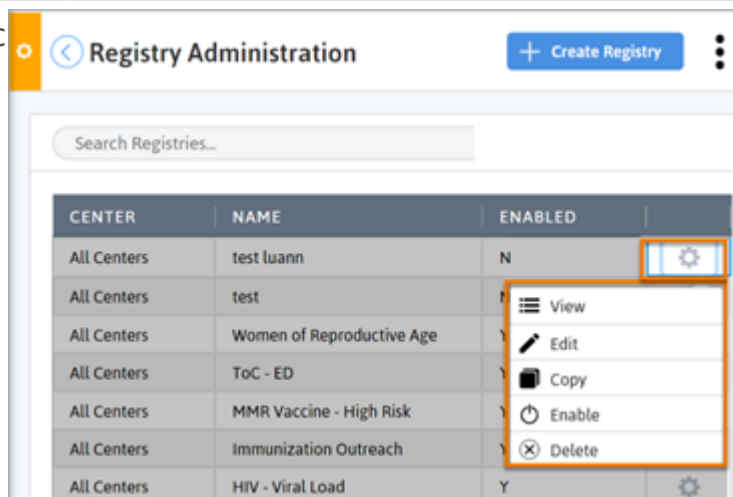 c
Registry Administration
+ Create Registry
Search Registries...
CENTER NAME ENABLED
All Centers test luann N
All Centers test N
View
All Centers Women of Reproductive Age Y
Edit
All Centers ToC - ED Y
Copy
All Centers MMR Vaccine - High Risk Y
Enable
All Centers Immunization Outreach Y
Delete
All Centers HIV - Viral Load Y